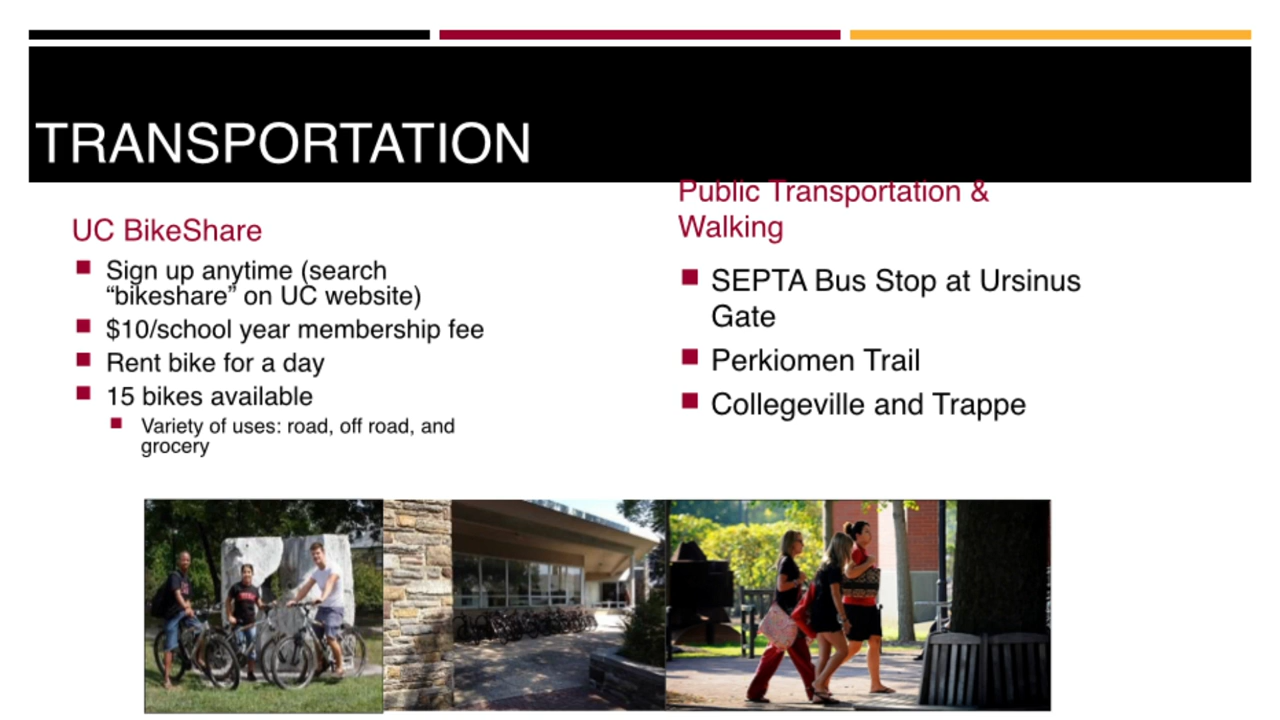 TRANSPORTATION
UC BikeShare
Sign up anytime (search
“bikeshare” on UC website)
$10/school year membership fee
Rent bike for a day
15 bikes available
Variety of uses: road, off road, and
grocery
Public Transportation &
Walking
SEPTA Bus Stop at Ursinus
Gate
Perkiomen Trail
Collegeville and Trappe